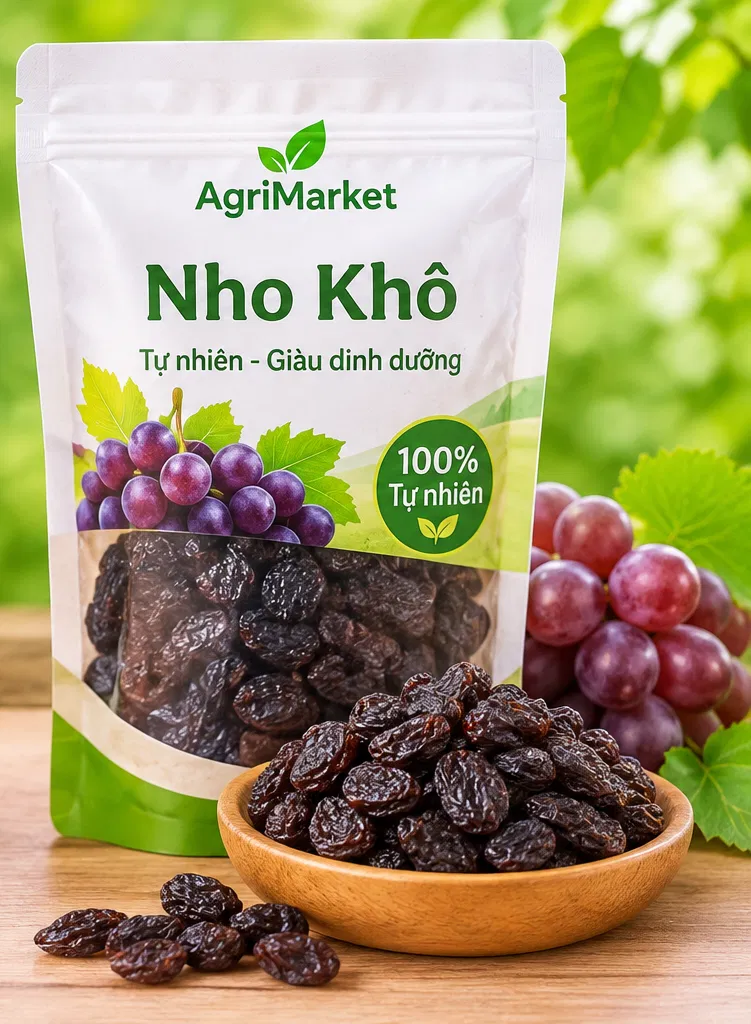 AgriMarket
Nho Khô
Tự nhiên - Giàu dinh dưỡng
100%
Tự nhiên